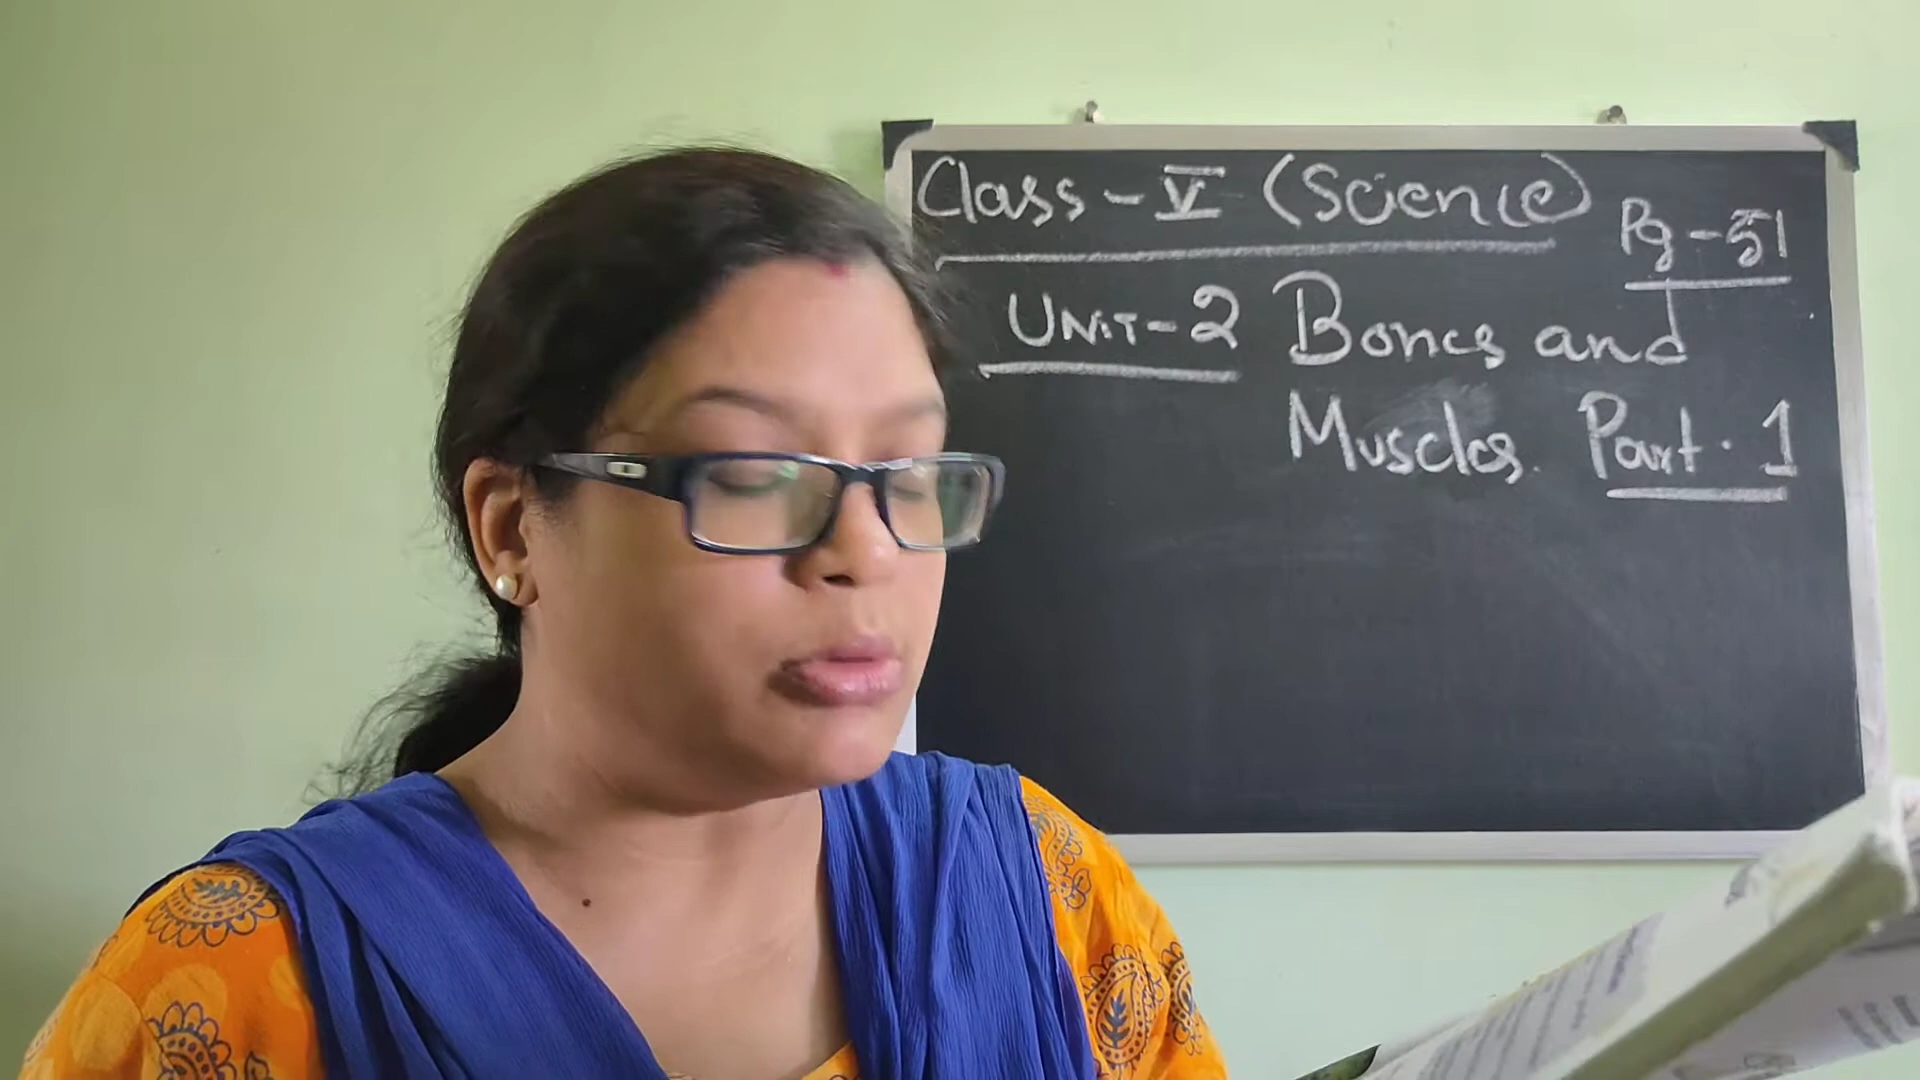 Class - V (Science)
Pg - 51
UNIT - 2 Bones and
Muscles. Part. 1